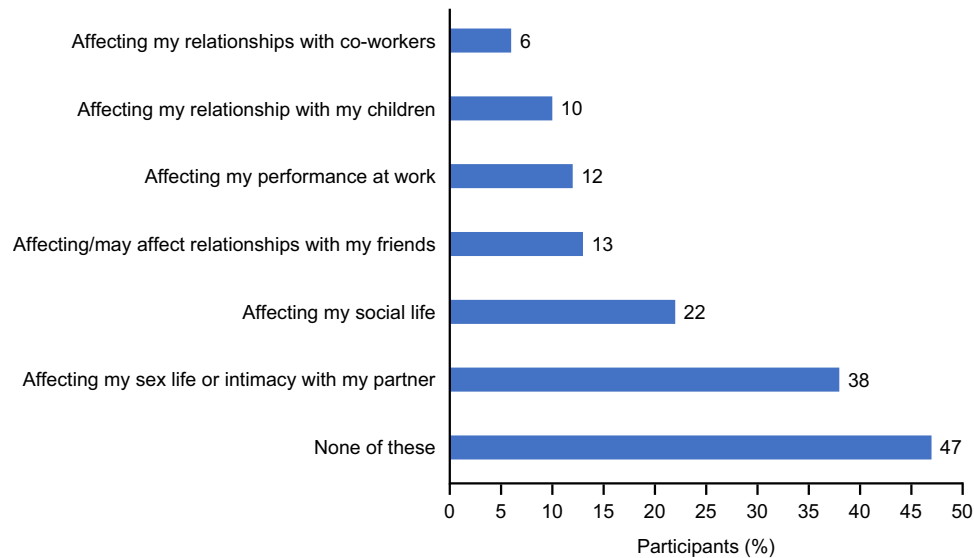 Affecting my relationships with co-workers 6
Affecting my relationship with my children 10
Affecting my performance at work 12
Affecting/may affect relationships with my friends 13
Affecting my social life 22
Affecting my sex life or intimacy with my partner 38
None of these 47
0 5 10 15 20 25 30 35 40 45 50
Participants (%)